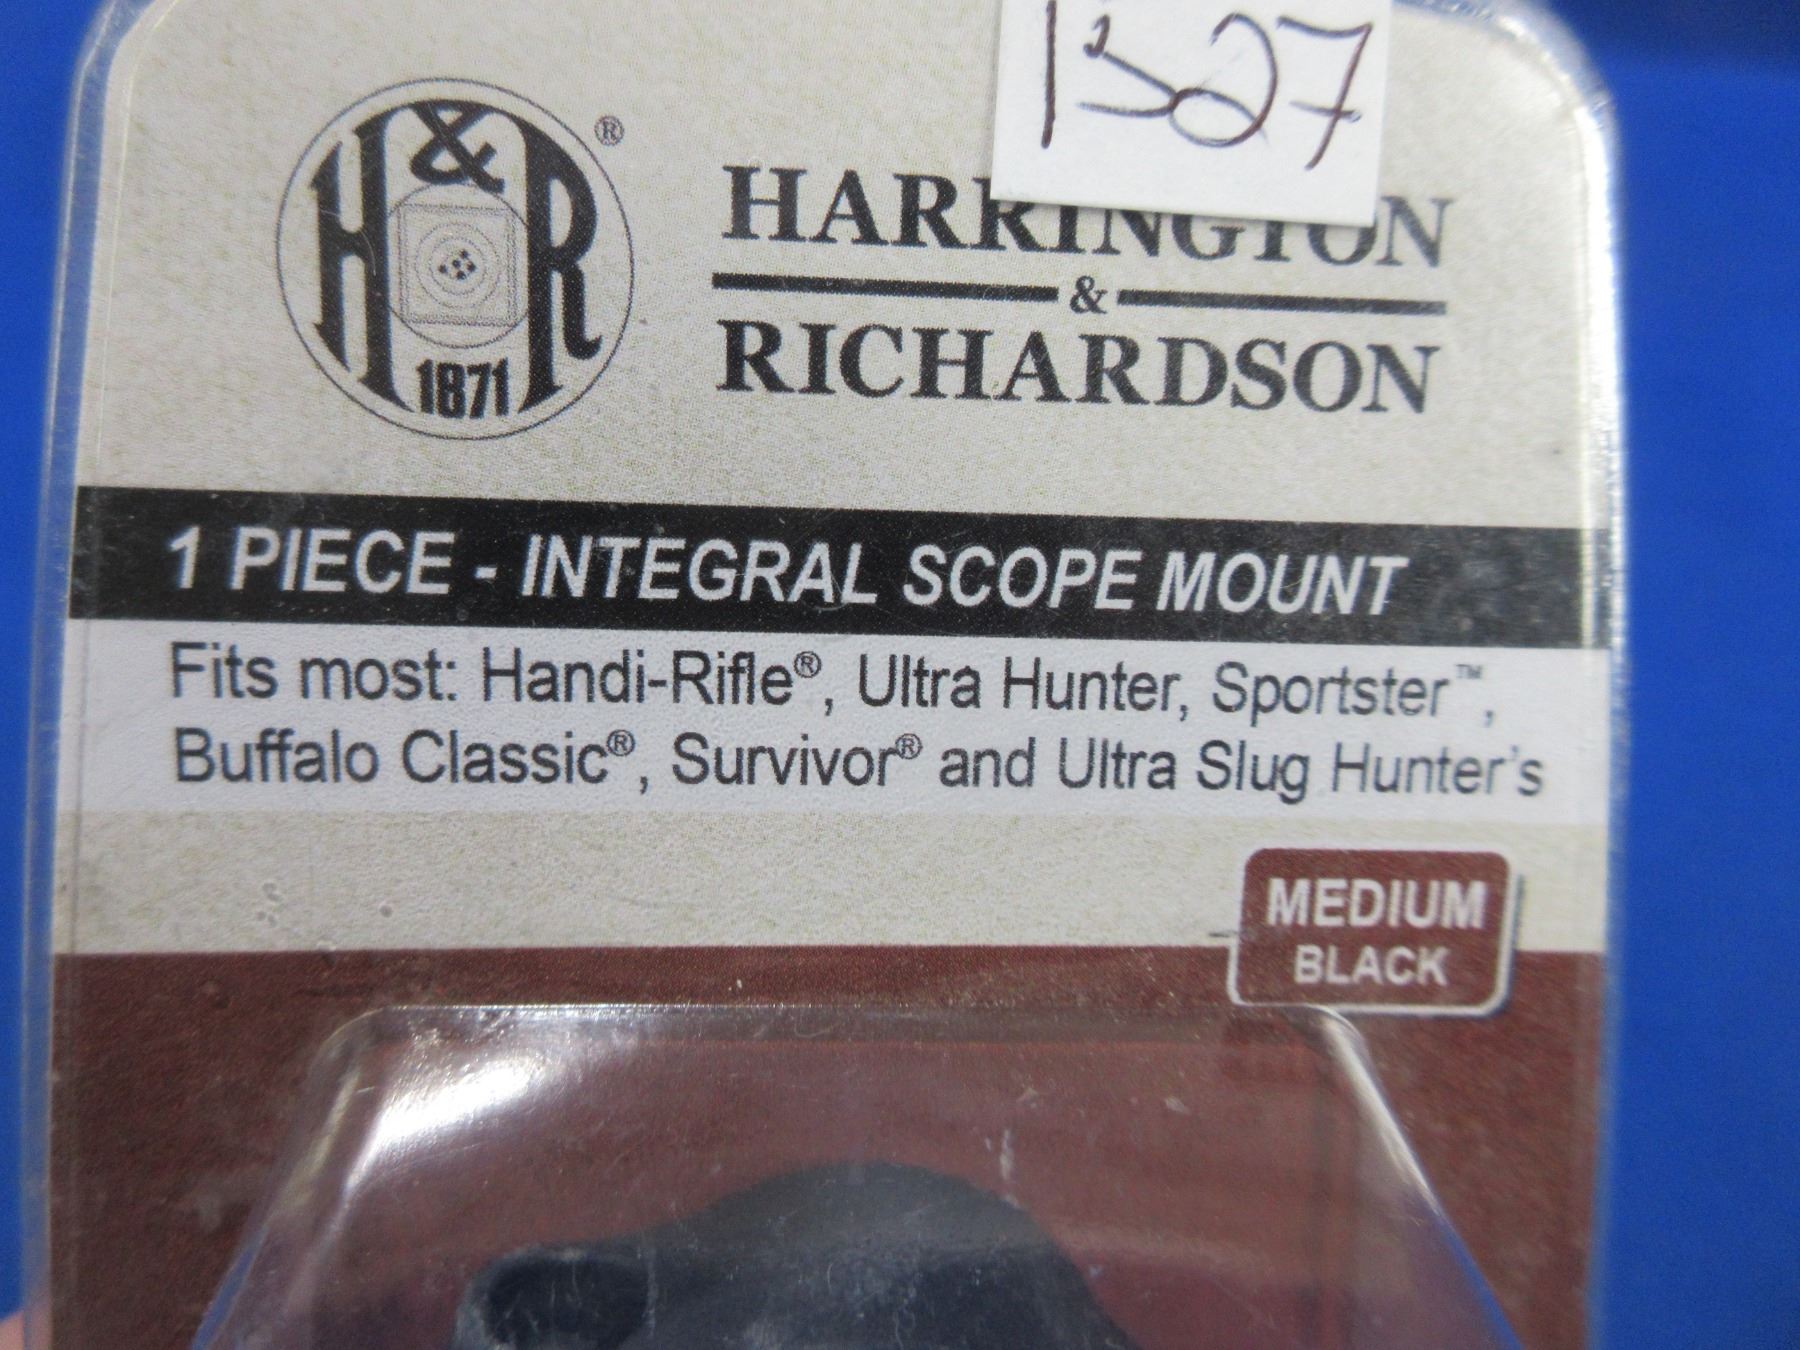 1527
H&R®
1871
HARRINGTON
&
RICHARDSON
1 PIECE - INTEGRAL SCOPE MOUNT
Fits most: Handi-Rifle®, Ultra Hunter, Sportster™,
Buffalo Classic®, Survivor® and Ultra Slug Hunter's
MEDIUM
BLACK